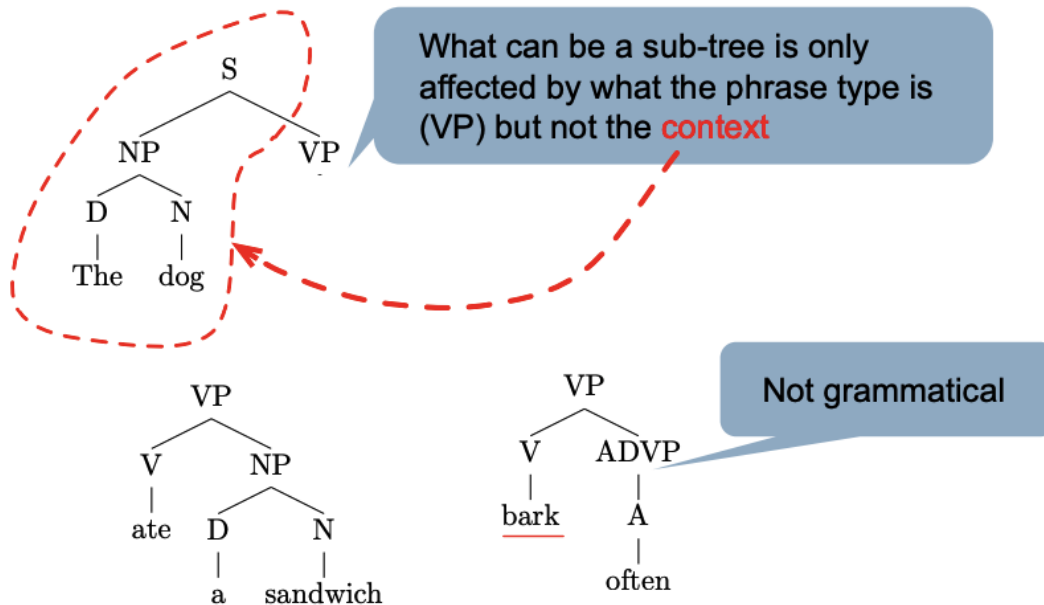 What can be a sub-tree is only
affected by what the phrase type is
(VP) but not the context
S
NP VP
D N
The dog
Not grammatical
VP
V NP
ate D N
a sandwich
VP
V ADVP
bark A
often